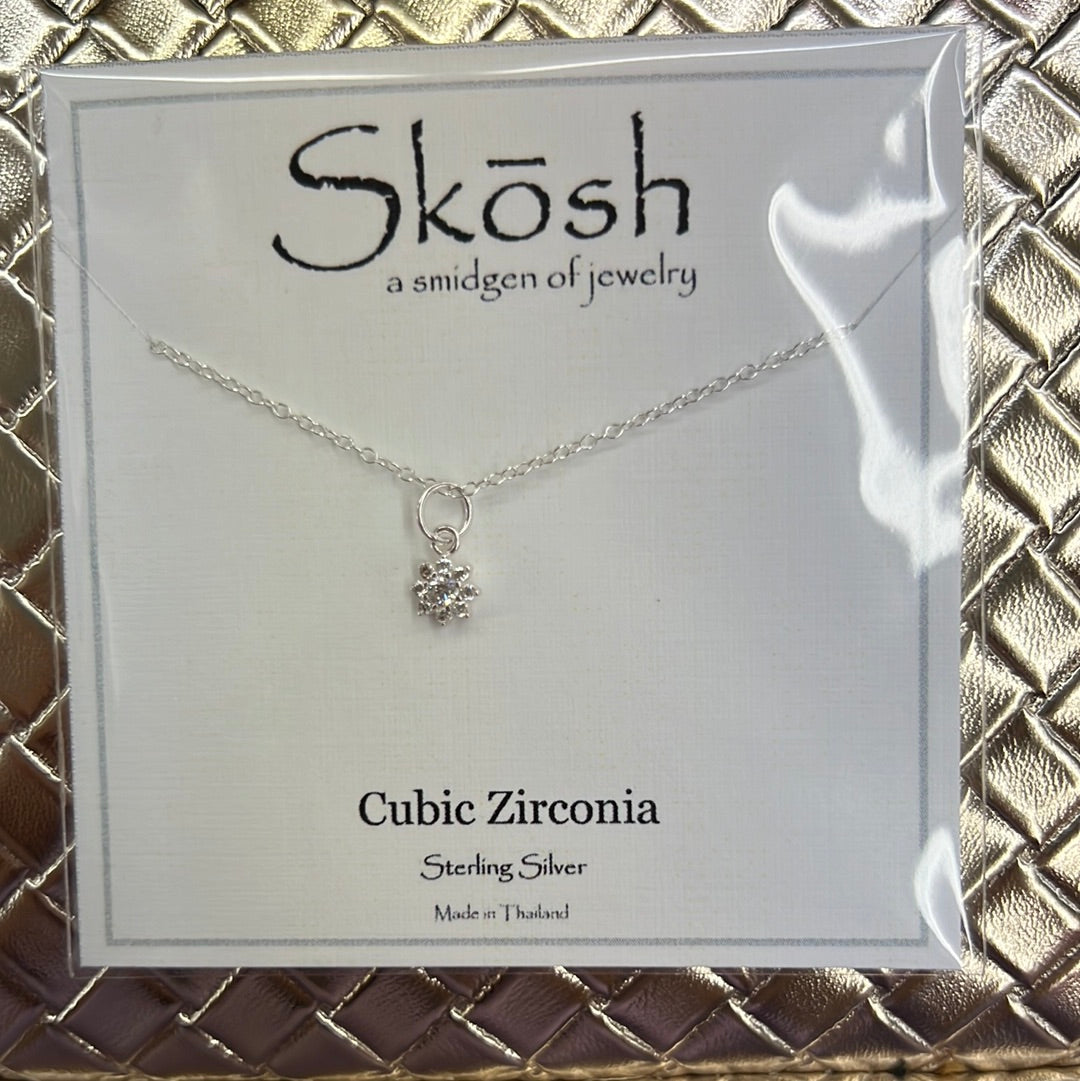 Skōsh
a smidgen of jewelry
Cubic Zirconia
Sterling Silver
Made in Thailand